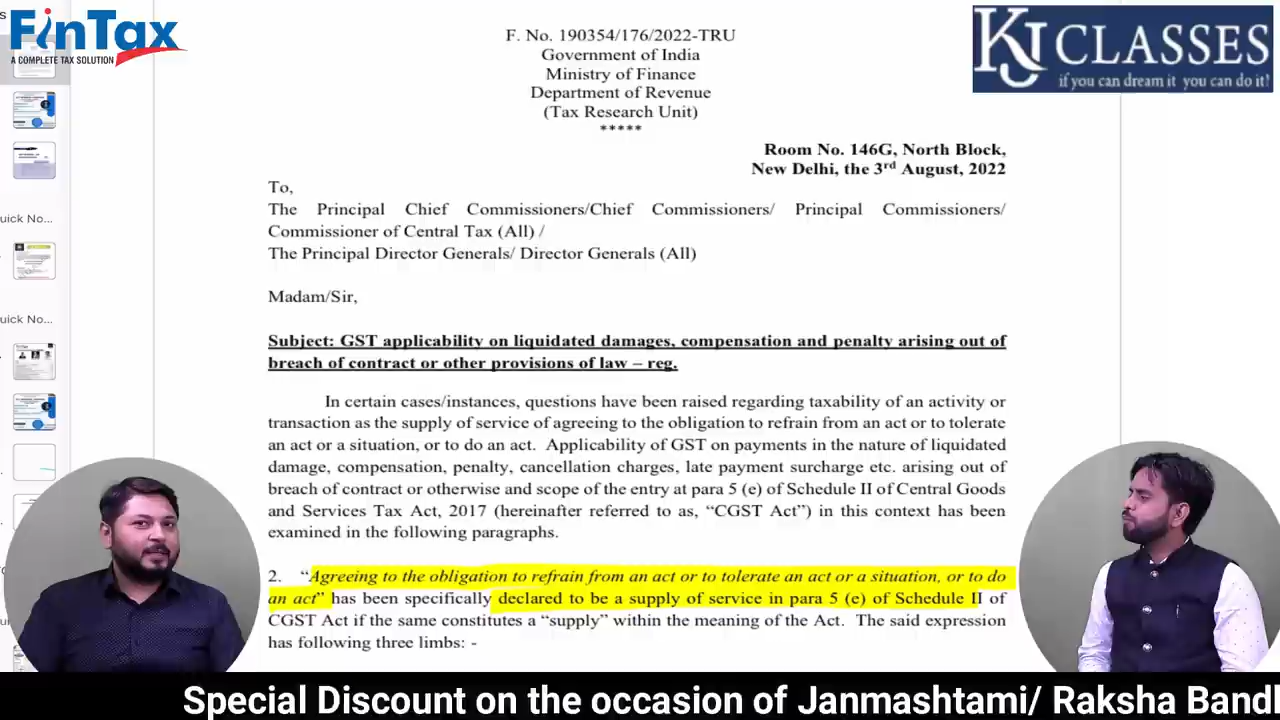 FinTax
A COMPLETE TAX SOLUTION
KJ CLASSES
if you can dream it you can do it!
F. No. 190354/176/2022-TRU
Government of India
Ministry of Finance
Department of Revenue
(Tax Research Unit)
*****
Room No. 146G, North Block,
New Delhi, the 3rd August, 2022
To,
The Principal Chief Commissioners/Chief Commissioners/ Principal Commissioners/
Commissioner of Central Tax (All) /
The Principal Director Generals/ Director Generals (All)
Madam/Sir,
Subject: GST applicability on liquidated damages, compensation and penalty arising out of
breach of contract or other provisions of law – reg.
In certain cases/instances, questions have been raised regarding taxability of an activity or
transaction as the supply of service of agreeing to the obligation to refrain from an act or to tolerate
an act or a situation, or to do an act. Applicability of GST on payments in the nature of liquidated
damage, compensation, penalty, cancellation charges, late payment surcharge etc. arising out of
breach of contract or otherwise and scope of the entry at para 5 (e) of Schedule II of Central Goods
and Services Tax Act, 2017 (hereinafter referred to as, “CGST Act”) in this context has been
examined in the following paragraphs.
2. “Agreeing to the obligation to refrain from an act or to tolerate an act or a situation, or to do
an act” has been specifically declared to be a supply of service in para 5 (e) of Schedule II of
CGST Act if the same constitutes a “supply” within the meaning of the Act. The said expression
has following three limbs: -
uick No...
uick No...
Special Discount on the occasion of Janmashtami/ Raksha Bandl